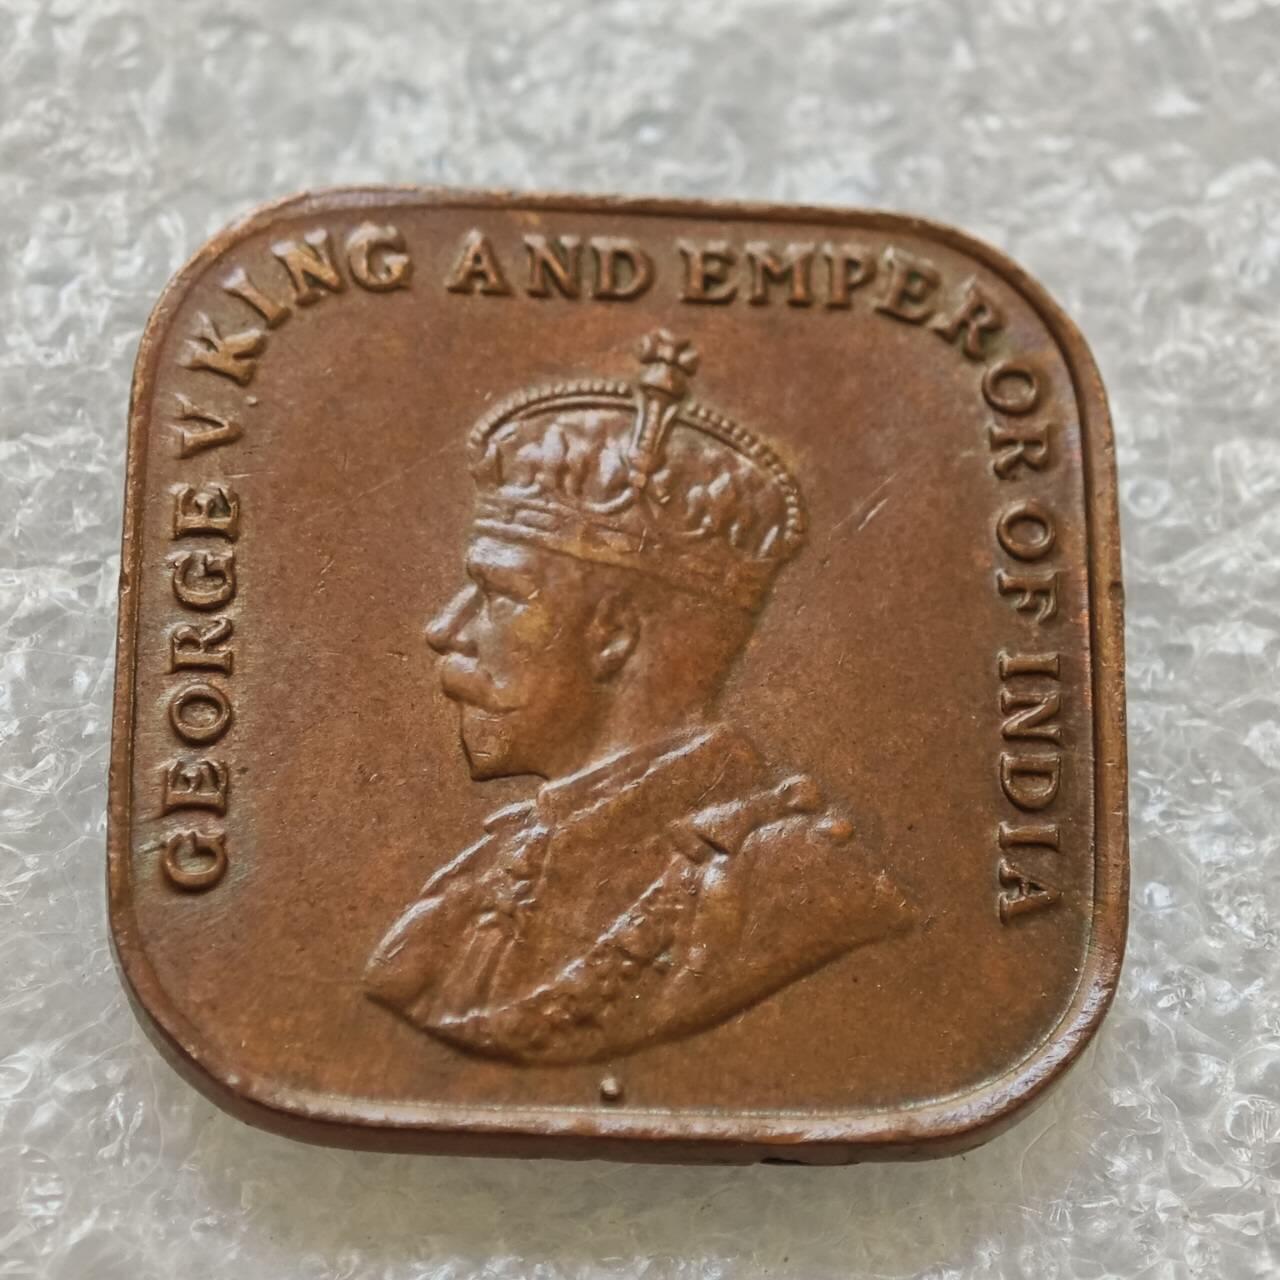 GEORGE V KING AND EMPEROR OF INDIA